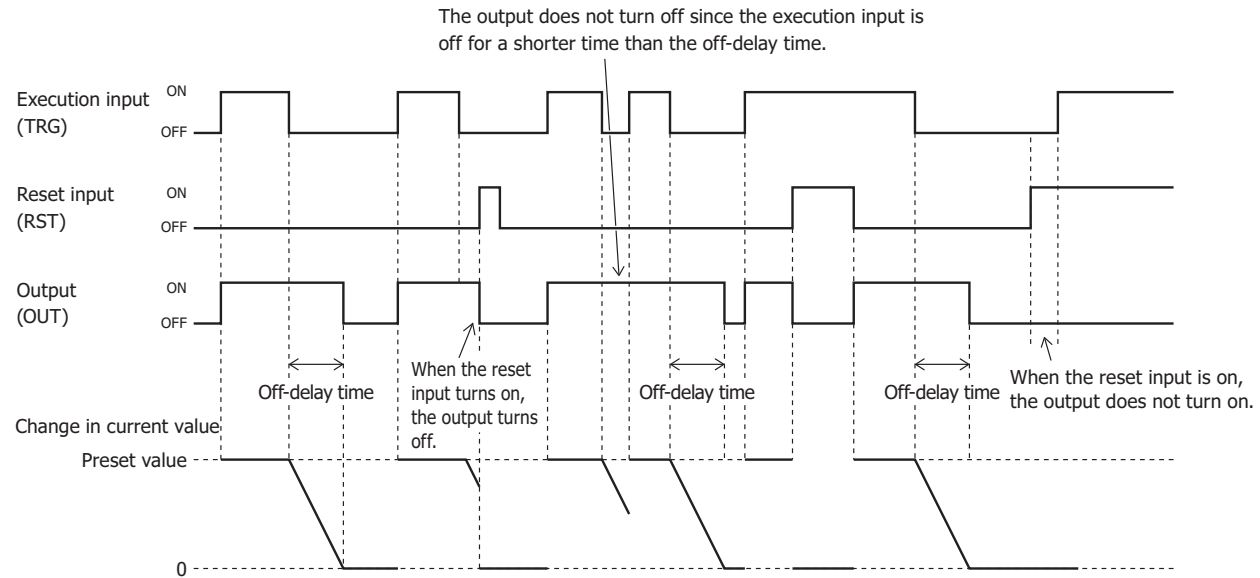 The output does not turn off since the execution input is
off for a shorter time than the off-delay time.
Execution input
(TRG)
ON
OFF
Reset input
(RST)
ON
OFF
Output
(OUT)
ON
OFF
Off-delay time
When the reset
input turns on,
the output turns
off.
Off-delay time
Off-delay time
When the reset input is on,
the output does not turn on.
Change in current value
Preset value
0